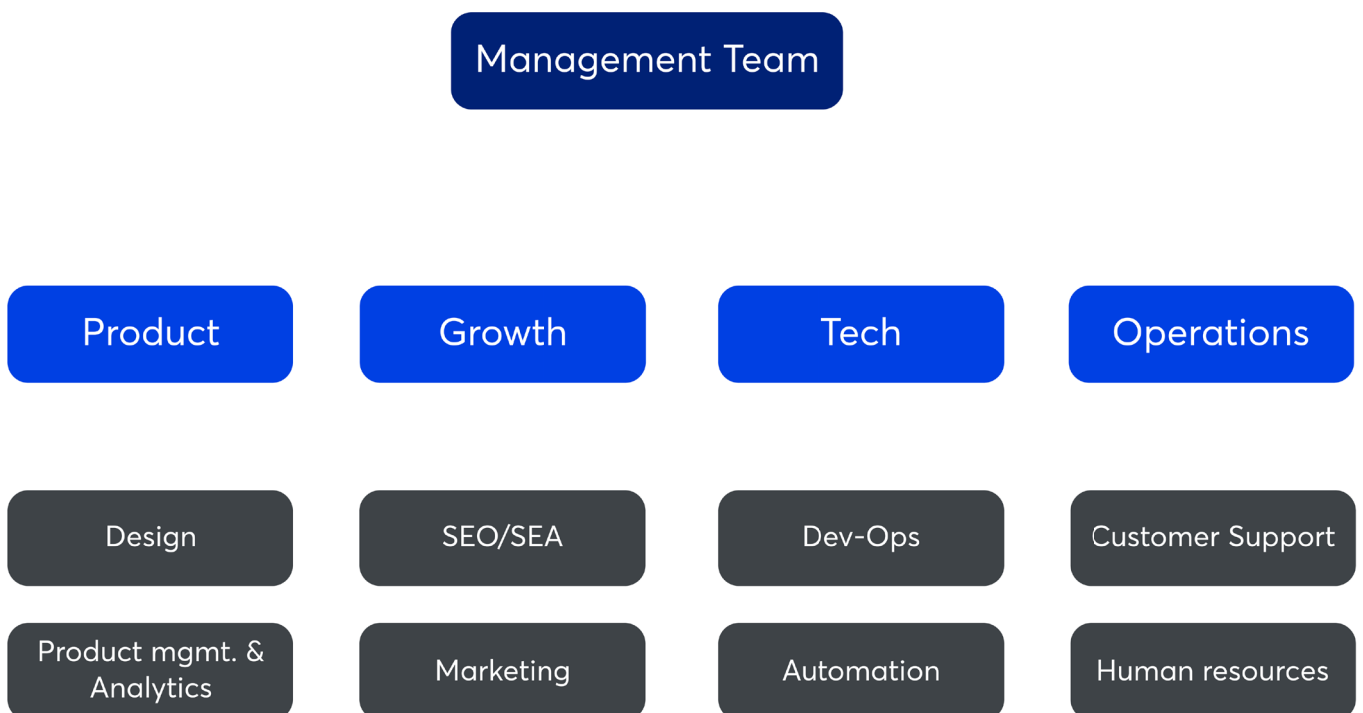 Management Team
Product
Growth
Tech
Operations
Design
SEO/SEA
Dev-Ops
Customer Support
Product mgmt. &
Analytics
Marketing
Automation
Human resources